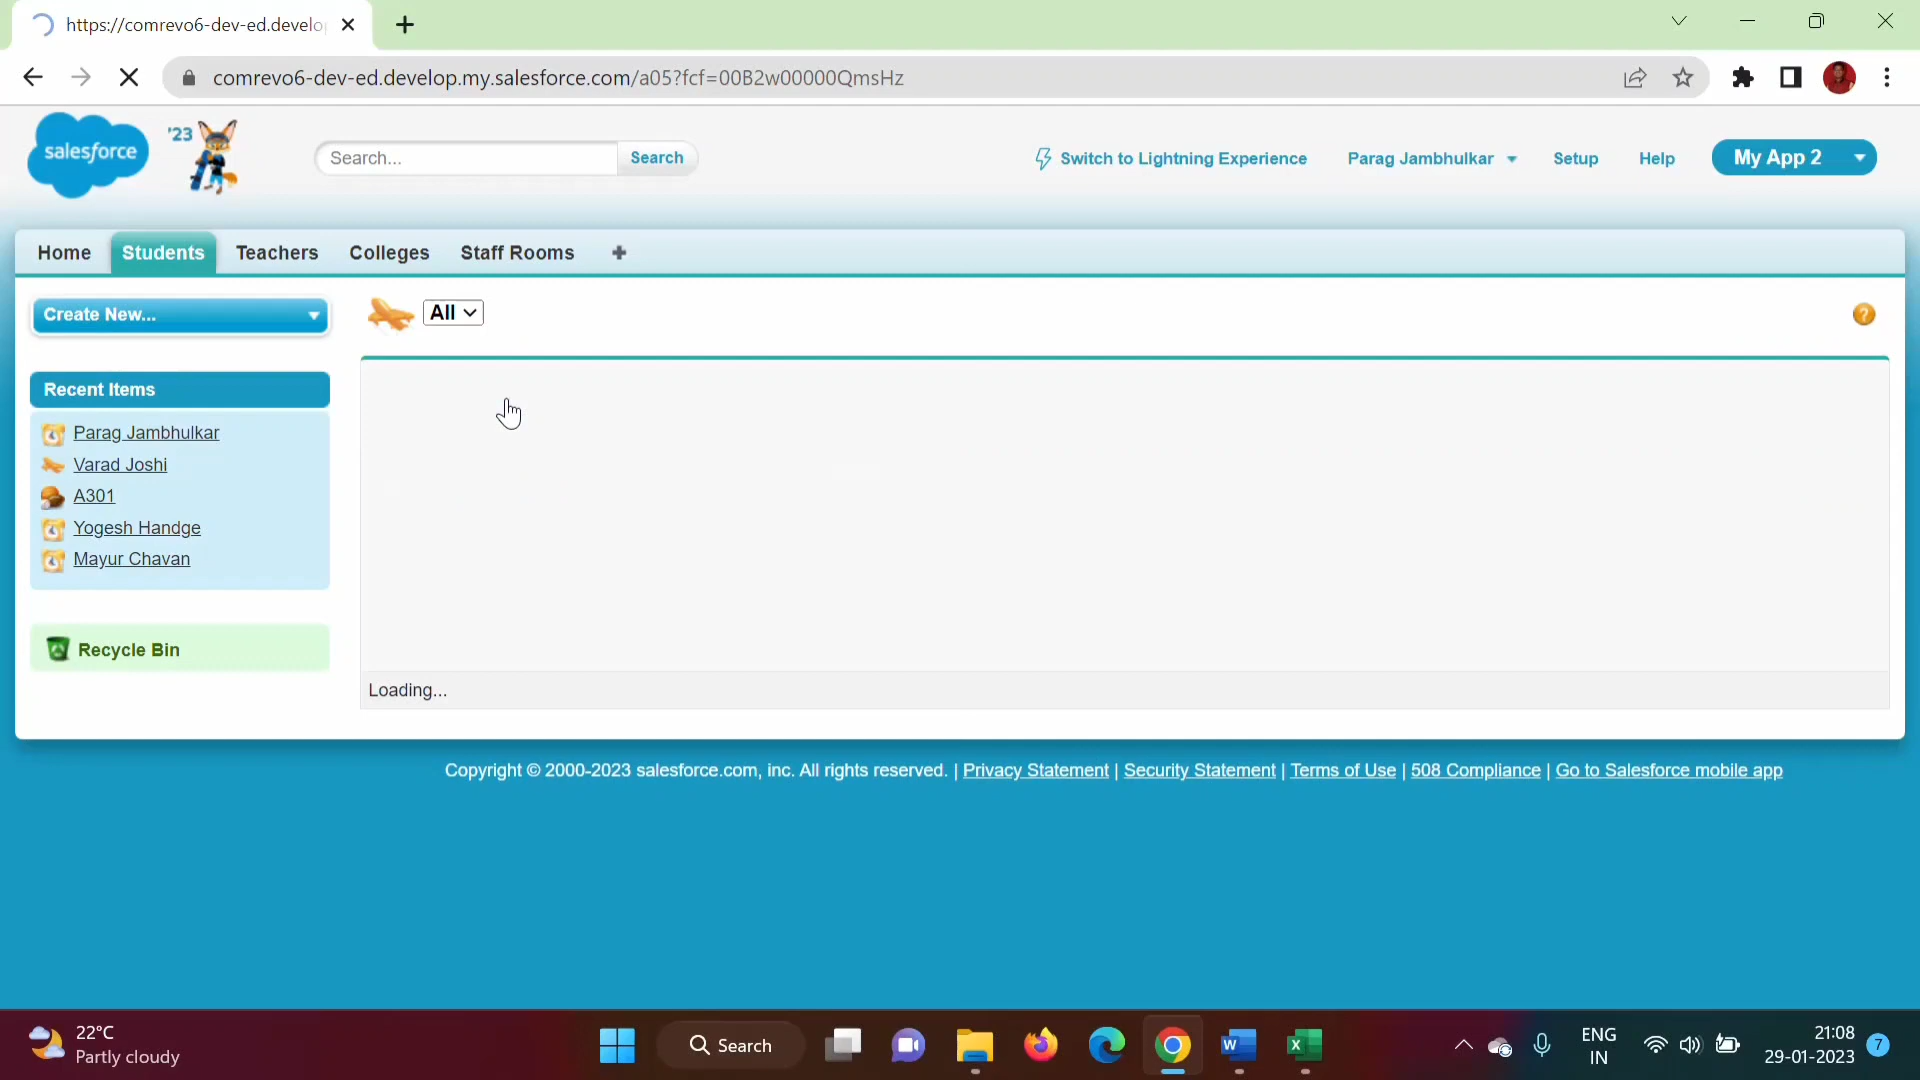 https://comrevo6-dev-ed.develo
comrevo6-dev-ed.develop.my.salesforce.com/a05?fcf=00B2w00000QmsHz
salesforce
'23
Search...
Search
Switch to Lightning Experience
Parag Jambhulkar
Setup
Help
My App 2
Home
Students
Teachers
Colleges
Staff Rooms
Create New...
All
?
Recent Items
Parag Jambhulkar
Varad Joshi
A301
Yogesh Handge
Mayur Chavan
Recycle Bin
Loading...
Copyright © 2000-2023 salesforce.com, inc. All rights reserved. | Privacy Statement | Security Statement | Terms of Use | 508 Compliance | Go to Salesforce mobile app
22°C
Partly cloudy
Search
W
X
ENG
IN
21:08
29-01-2023
7